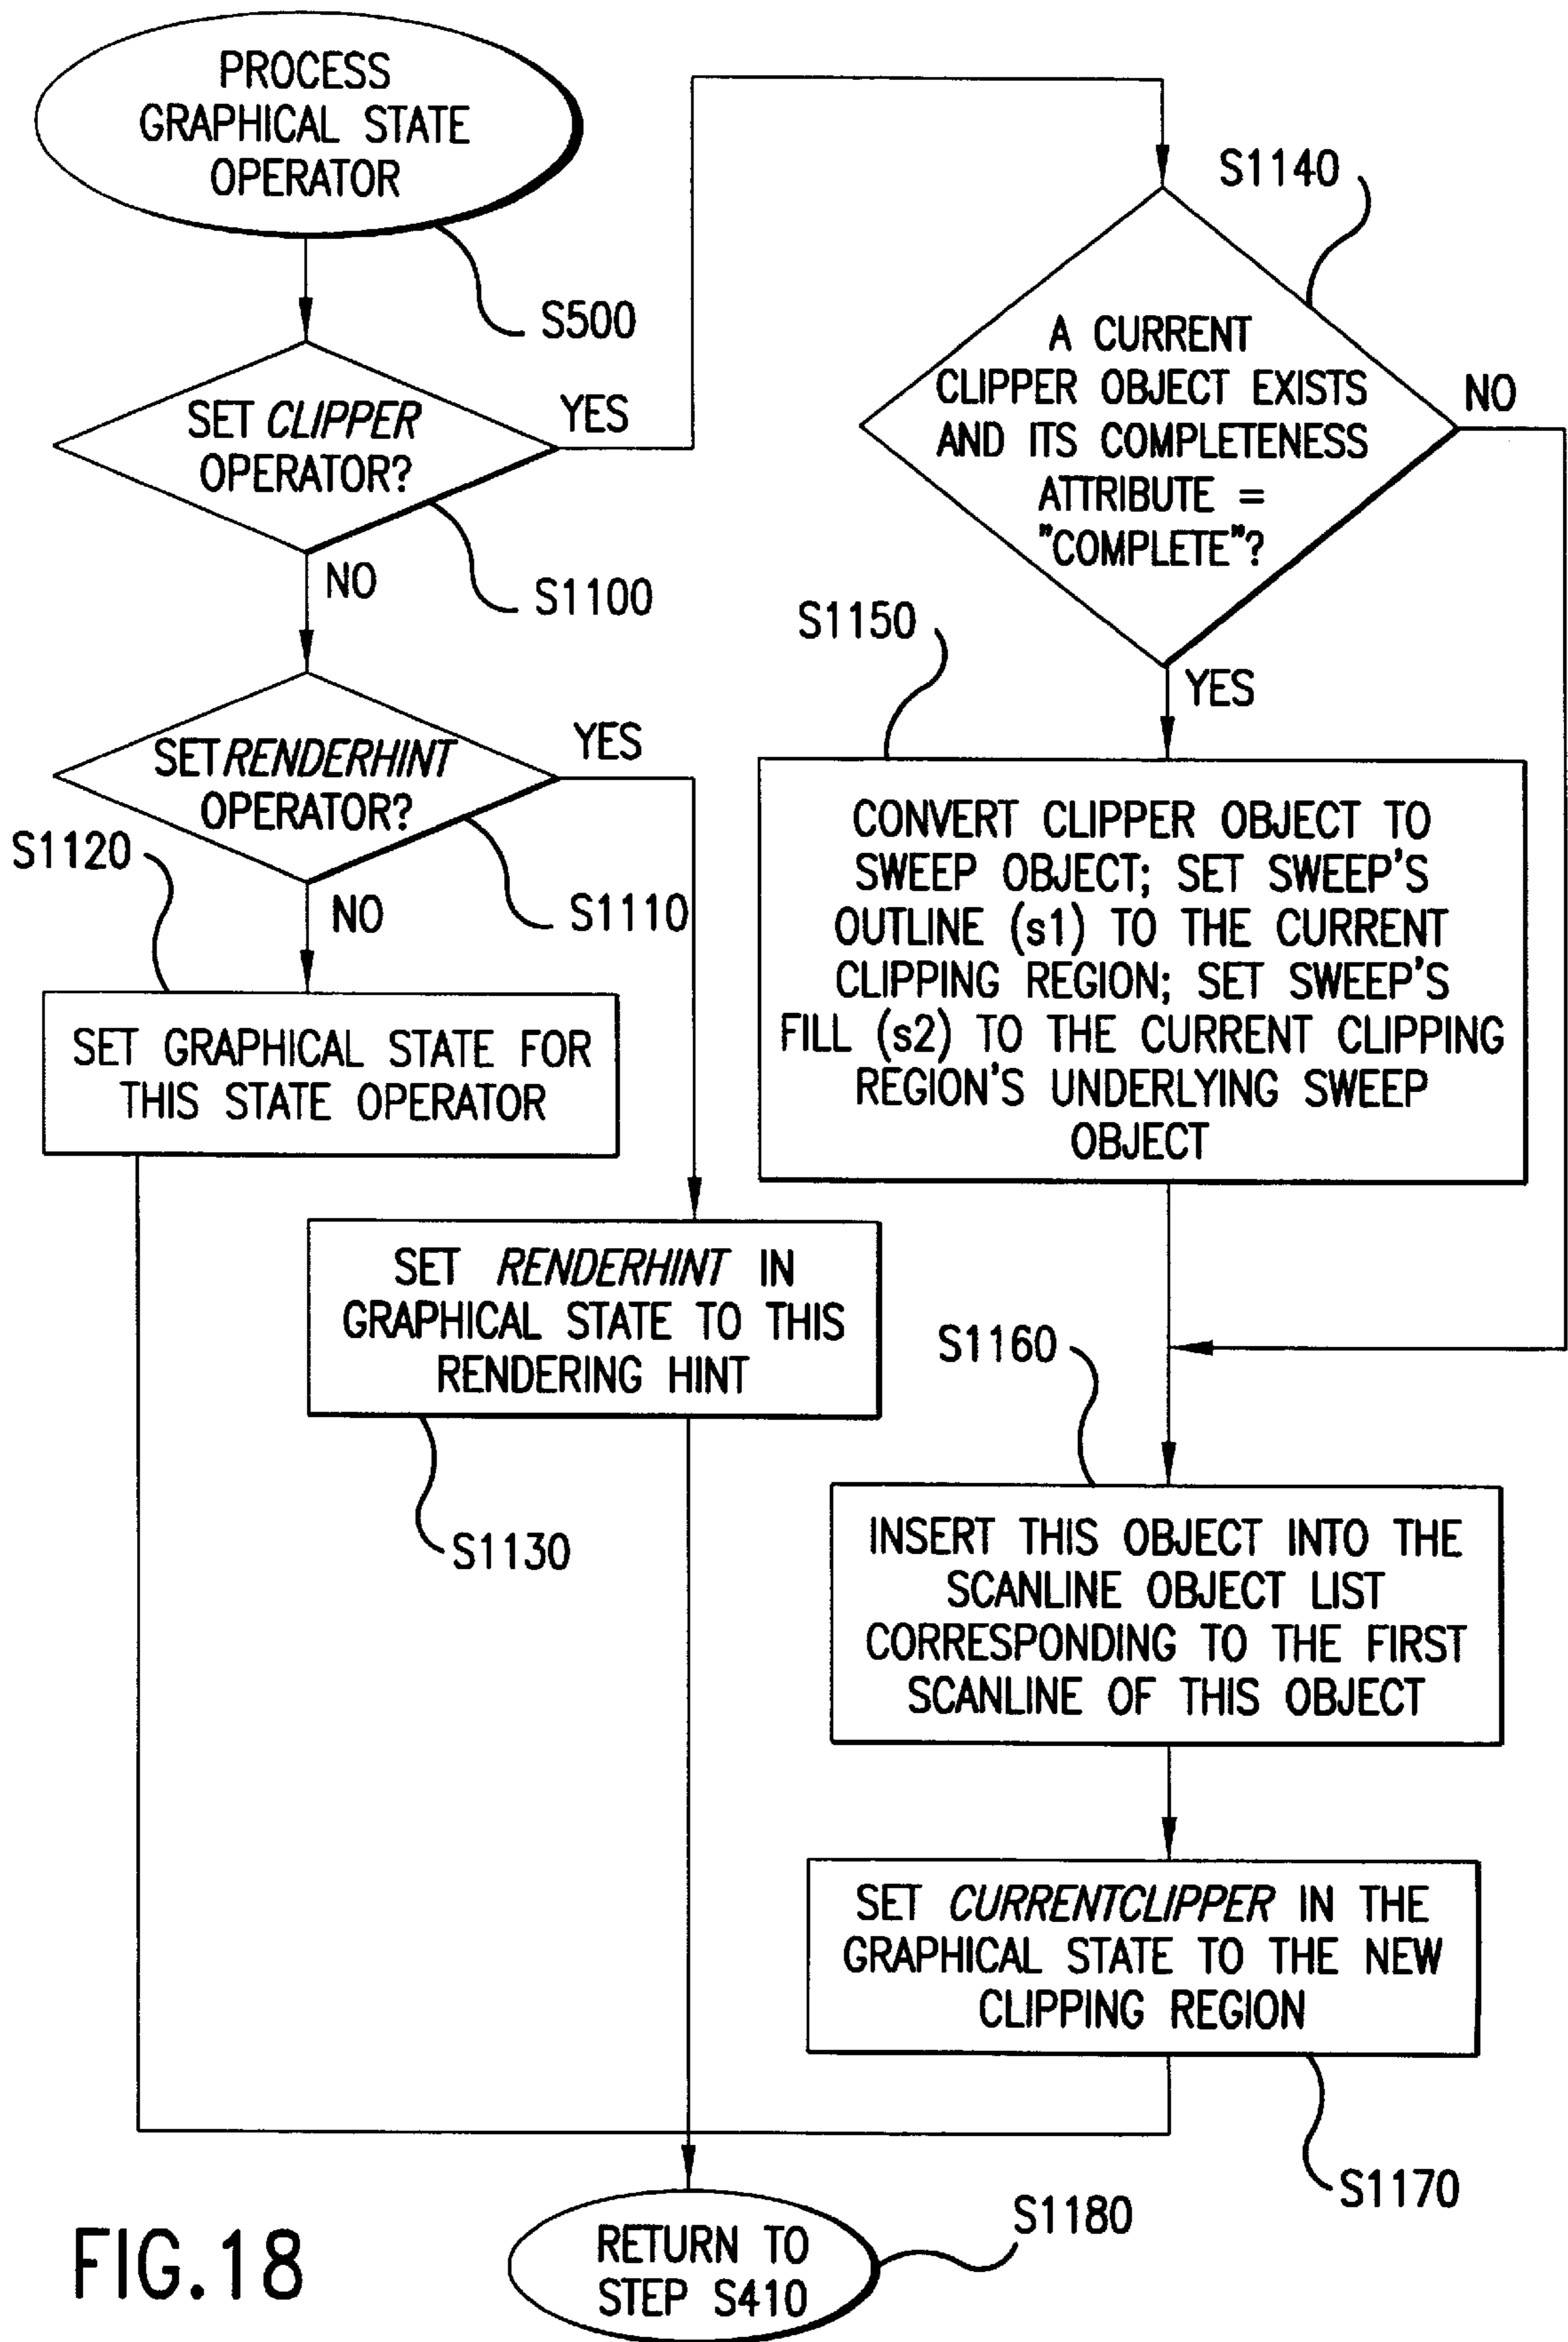 PROCESS
GRAPHICAL STATE
OPERATOR
S500
SET CLIPPER
OPERATOR?
YES
NO
S1100
SET RENDERHINT
OPERATOR?
YES
NO
S1110
S1120
SET GRAPHICAL STATE FOR
THIS STATE OPERATOR
SET RENDERHINT IN
GRAPHICAL STATE TO THIS
RENDERING HINT
S1130
S1140
A CURRENT
CLIPPER OBJECT EXISTS
AND ITS COMPLETENESS
ATTRIBUTE =
"COMPLETE"?
NO
YES
S1150
CONVERT CLIPPER OBJECT TO
SWEEP OBJECT; SET SWEEP'S
OUTLINE (s1) TO THE CURRENT
CLIPPING REGION; SET SWEEP'S
FILL (s2) TO THE CURRENT CLIPPING
REGION'S UNDERLYING SWEEP
OBJECT
S1160
INSERT THIS OBJECT INTO THE
SCANLINE OBJECT LIST
CORRESPONDING TO THE FIRST
SCANLINE OF THIS OBJECT
SET CURRENTCLIPPER IN THE
GRAPHICAL STATE TO THE NEW
CLIPPING REGION
S1170
RETURN TO
STEP S410
S1180
FIG.18